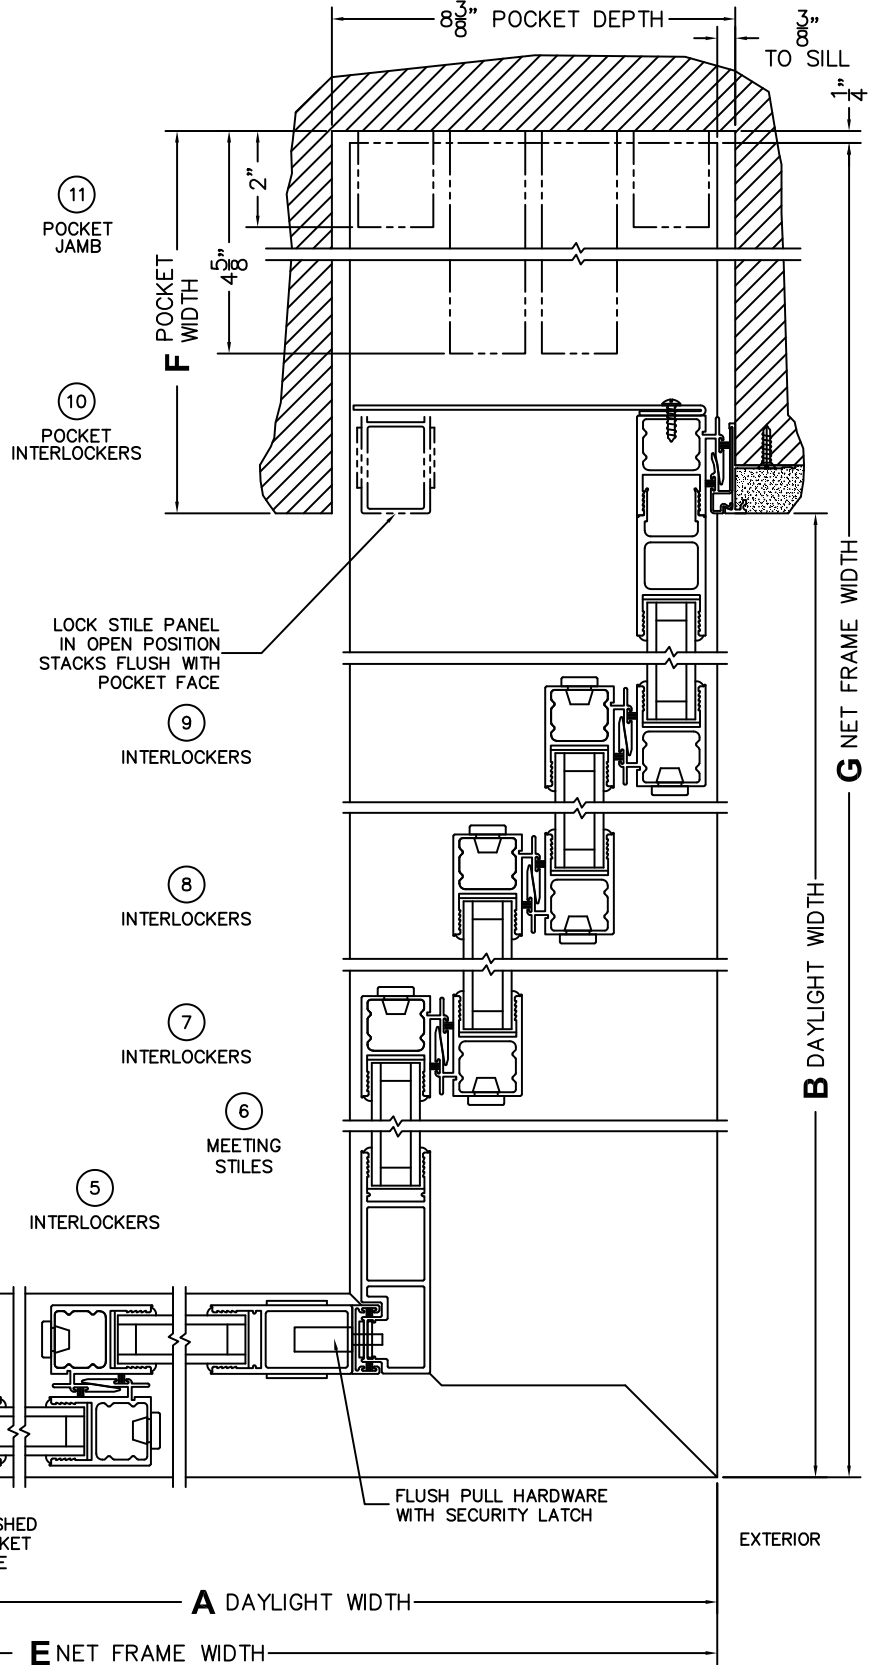 8 3/8" POCKET DEPTH
3/8"
TO SILL
1/4"
11
POCKET
JAMB
2"
4 5/8"
F POCKET
WIDTH
10
POCKET
INTERLOCKERS
LOCK STILE PANEL
IN OPEN POSITION
STACKS FLUSH WITH
POCKET FACE
G NET FRAME WIDTH
9
INTERLOCKERS
8
INTERLOCKERS
B DAYLIGHT WIDTH
7
INTERLOCKERS
6
MEETING
STILES
5
INTERLOCKERS
FLUSH PULL HARDWARE
WITH SECURITY LATCH
SHED
KET
E
EXTERIOR
A DAYLIGHT WIDTH
E NET FRAME WIDTH